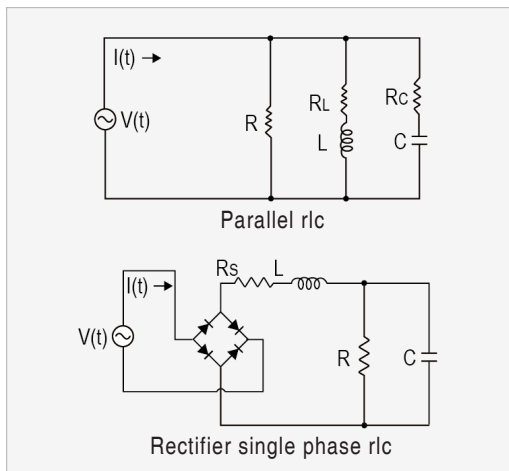 I(t)
V(t)
R
RL
L
RC
C
Parallel rlc
RS
L
I(t)
V(t)
R
C
Rectifier single phase rlc